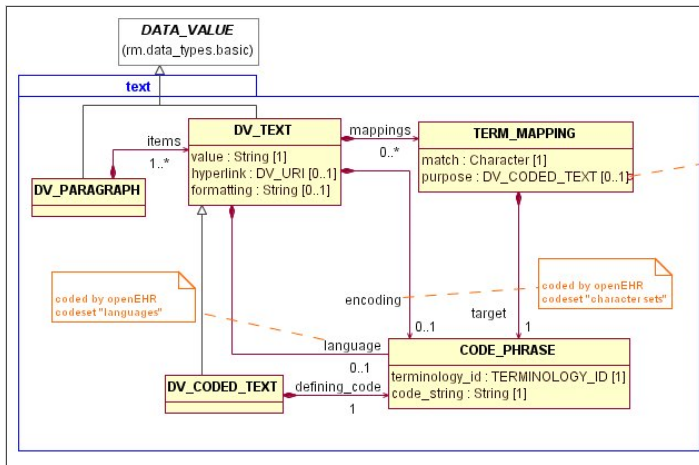 DATA_VALUE
(rm.data_types.basic)
text
items
1..*
DV_PARAGRAPH
DV_TEXT
value : String [1]
hyperlink : DV_URI [0..1]
formatting : String [0..1]
mappings
0..*
TERM_MAPPING
match : Character [1]
purpose : DV_CODED_TEXT [0..1]
coded by openEHR
codeset "languages"
encoding
0..1
coded by openEHR
codeset "character sets"
target
1
language
0..1
CODE_PHRASE
terminology_id : TERMINOLOGY_ID [1]
code_string : String [1]
DV_CODED_TEXT
defining_code
1